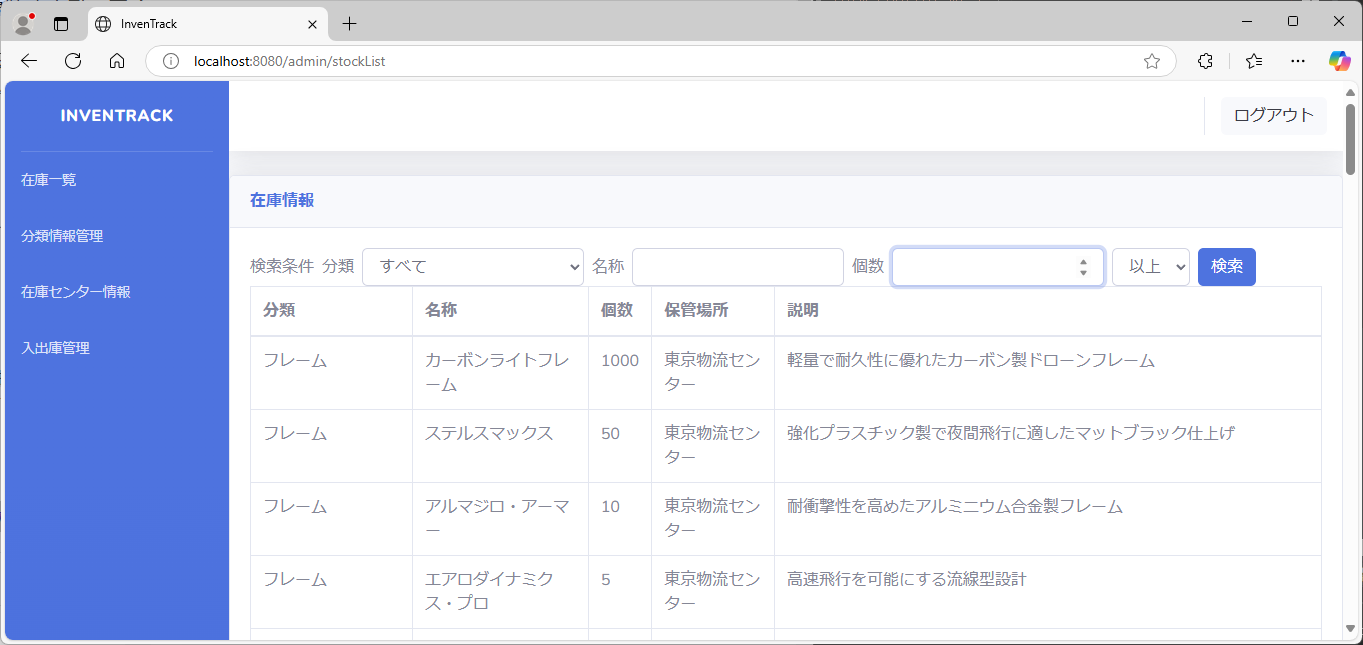 InvenTrack
localhost:8080/admin/stockList
INVENTRACK
ログアウト
在庫一覧
分類情報管理
在庫センター情報
入出庫管理
在庫情報
検索条件 分類 すべて 名称 個数 以上 検索
分類 名称 個数 保管場所 説明
フレーム カーボンライトフレ 1000 東京物流セン 軽量で耐久性に優れたカーボン製ドローンフレーム
ーム ター
フレーム ステルスマックス 50 東京物流セン 強化プラスチック製で夜間飛行に適したマットブラック仕上げ
ター
フレーム アルマジロ・アーマ 10 東京物流セン 耐衝撃性を高めたアルミニウム合金製フレーム
ー ター
フレーム エアロダイナミク 5 東京物流セン 高速飛行を可能にする流線型設計
ス・プロ ター